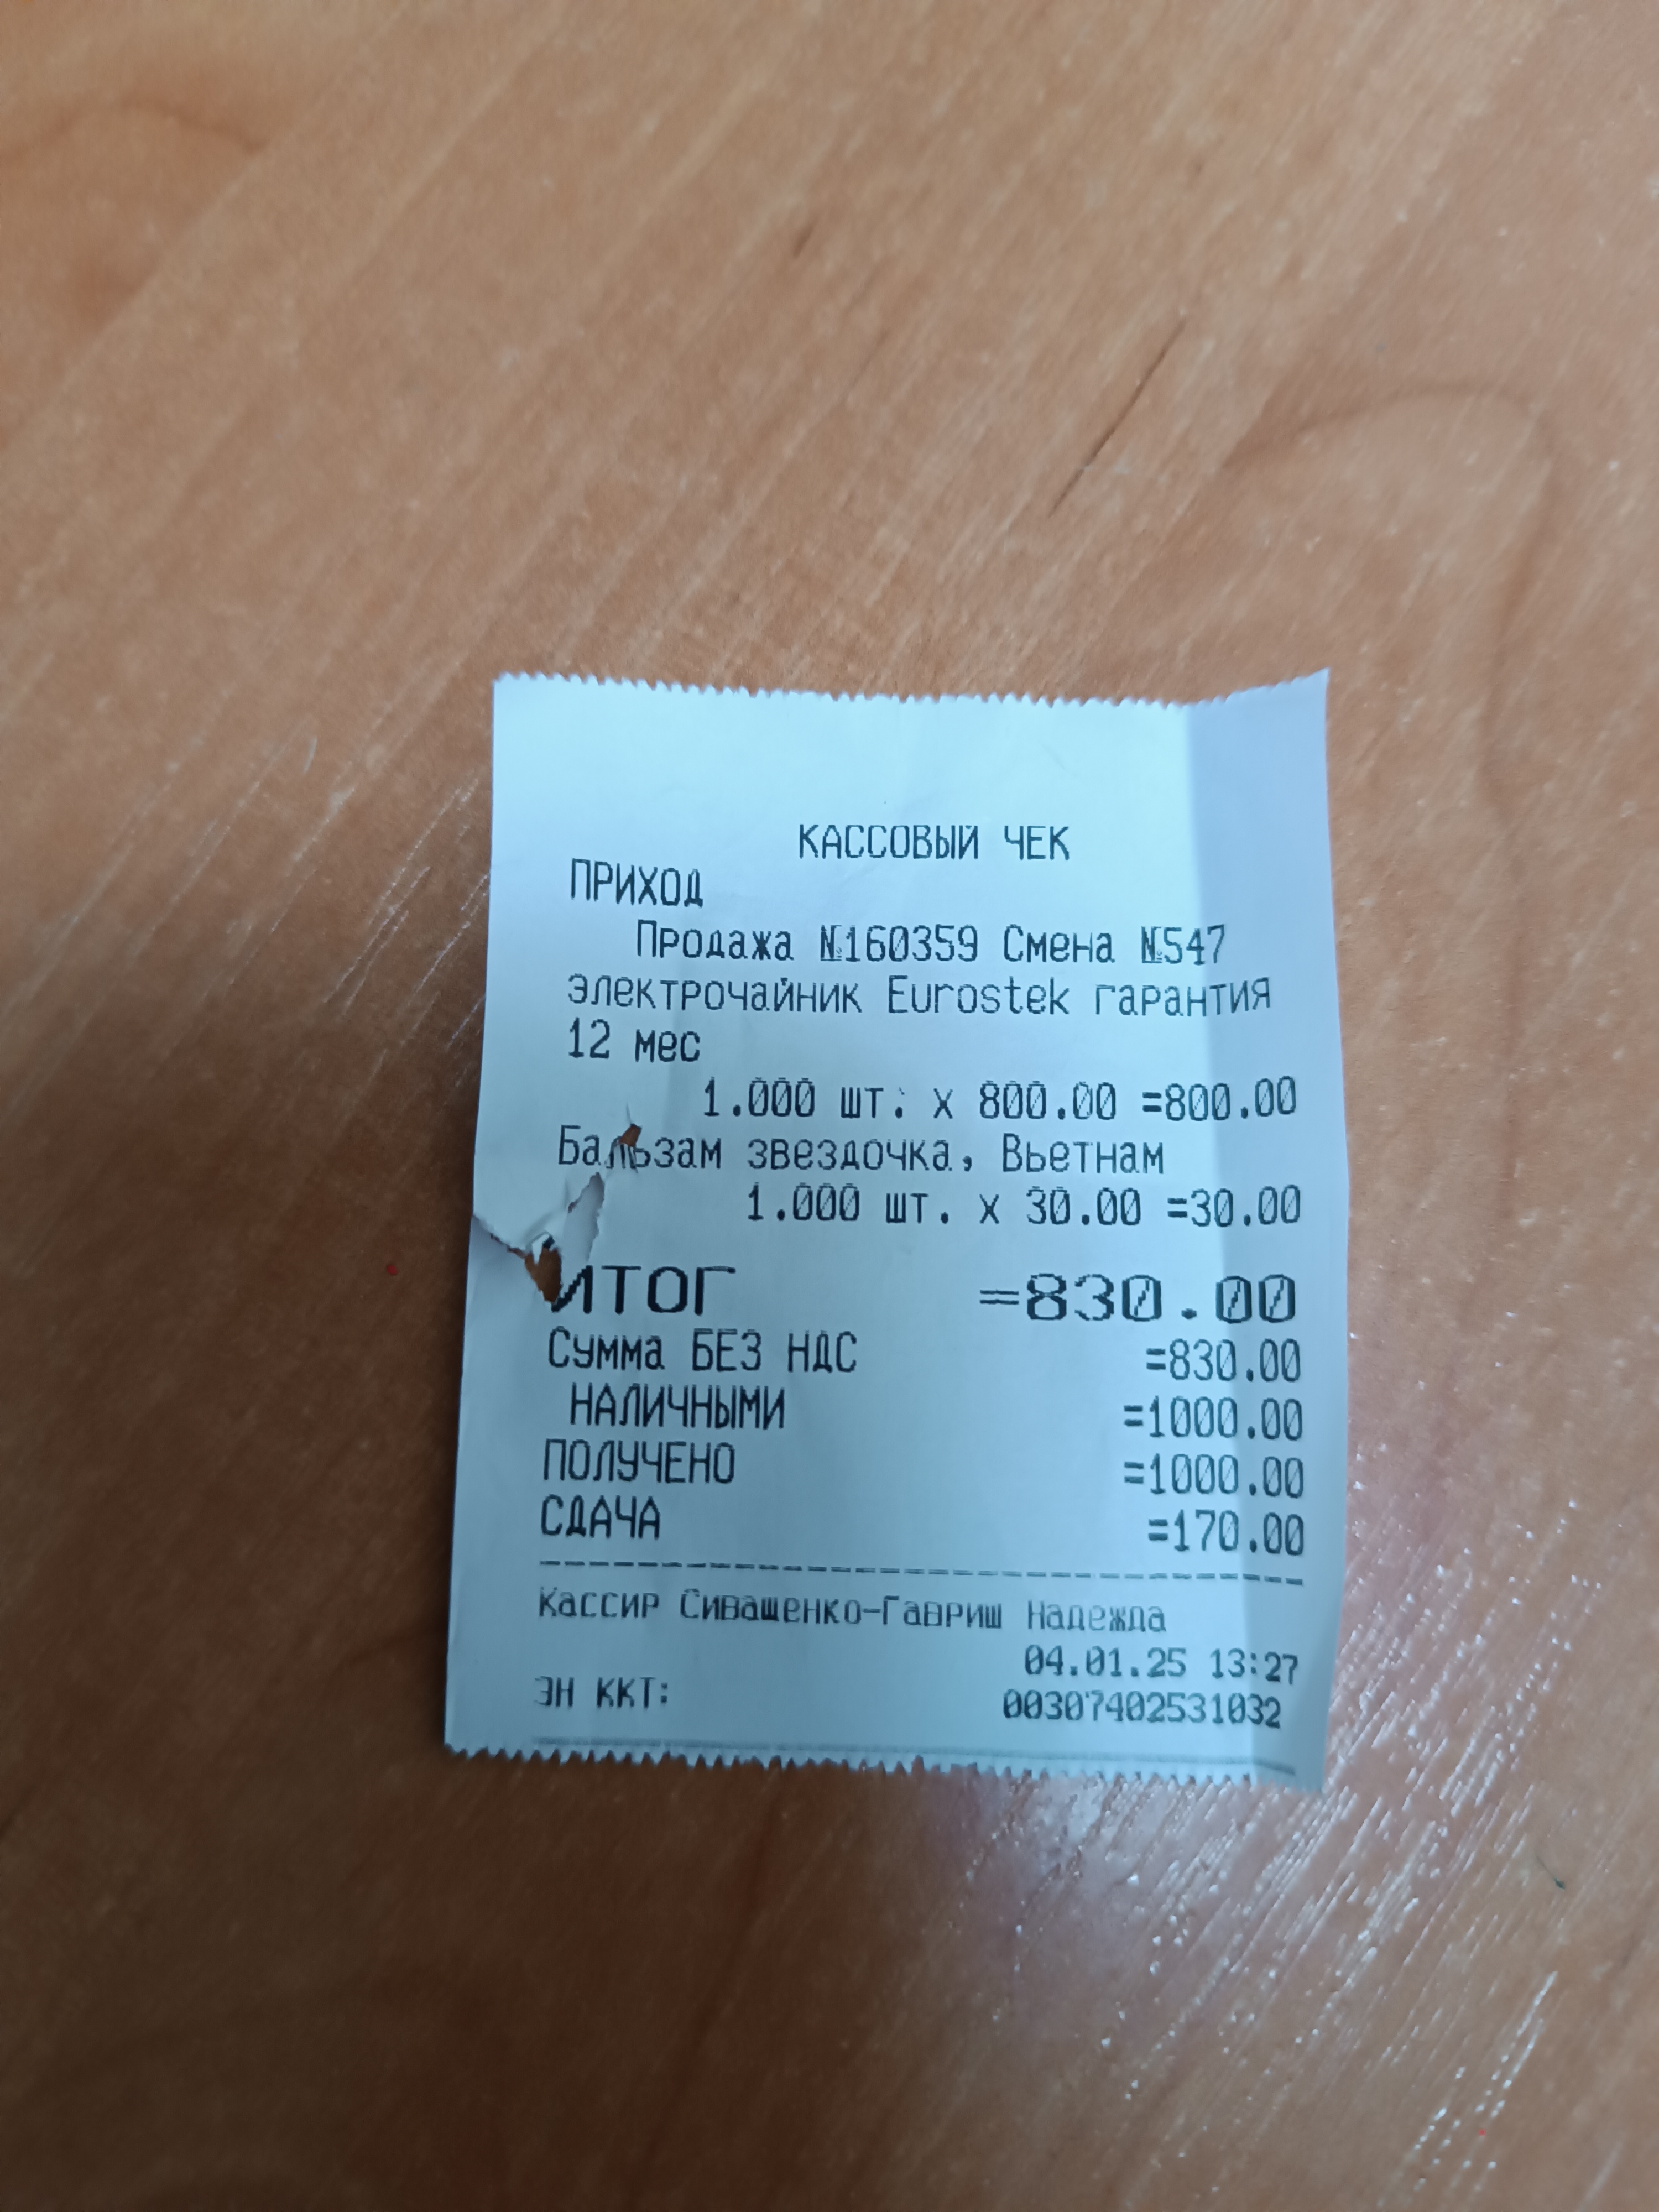 КАССОВЫЙ ЧЕК
ПРИХОД
Продажа №160359 Смена №547
Электрочайник Eurostek гарантия
12 мес
1.000 шт. х 800.00 =800.00
Бальзам звездочка, Вьетнам
1.000 шт. х 30.00 =30.00
ИТОГ =830.00
Сумма БЕЗ НДС =830.00
НАЛИЧНЫМИ =1000.00
ПОЛУЧЕНО =1000.00
СДАЧА =170.00
Кассир Сиващенко-Гавриш Надежда
04.01.25 13:27
ЗН ККТ: 00307402531032